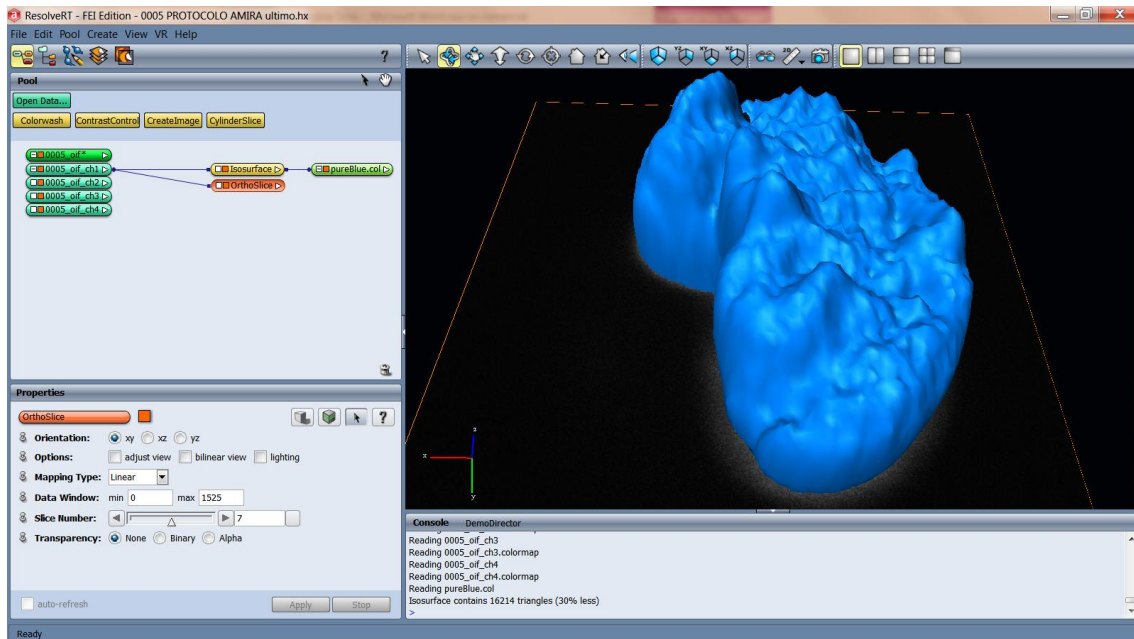 ResolveRT - FEI Edition - 0005 PROTOCOLO AMIRA ultimo.hx
File Edit Pool Create View VR Help
?
YZ XY XZ 2D
Pool
Open Data...
Colorwash ContrastControl CreateImage CylinderSlice
0005_oif*
0005_oif_ch1 Isosurface pureBlue.col
0005_oif_ch2 OrthoSlice
0005_oif_ch3
0005_oif_ch4
Properties
OrthoSlice ?
Orientation: xy xz yz
Options: adjust view bilinear view lighting
Mapping Type: Linear
Data Window: min 0 max 1525
Slice Number: 7
Transparency: None Binary Alpha
auto-refresh Apply Stop
Ready
z
x
y
Console DemoDirector
Reading 0005_oif_ch3
Reading 0005_oif_ch3.colormap
Reading 0005_oif_ch4
Reading 0005_oif_ch4.colormap
Reading pureBlue.col
Isosurface contains 16214 triangles (30% less)
>